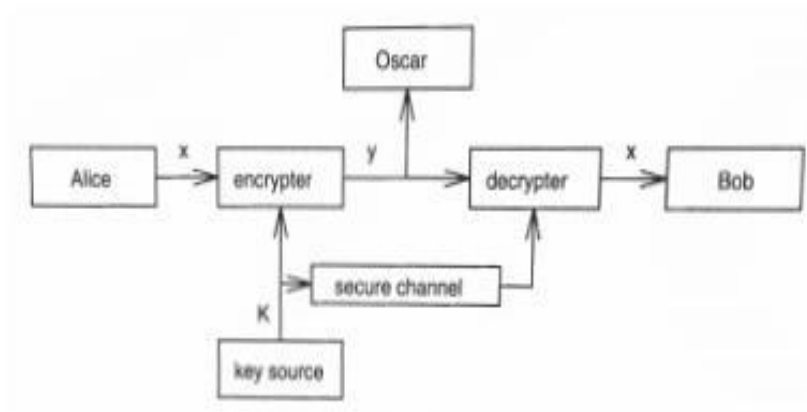 Oscar
x
y
x
Alice
encrypter
decrypter
Bob
secure channel
K
key source